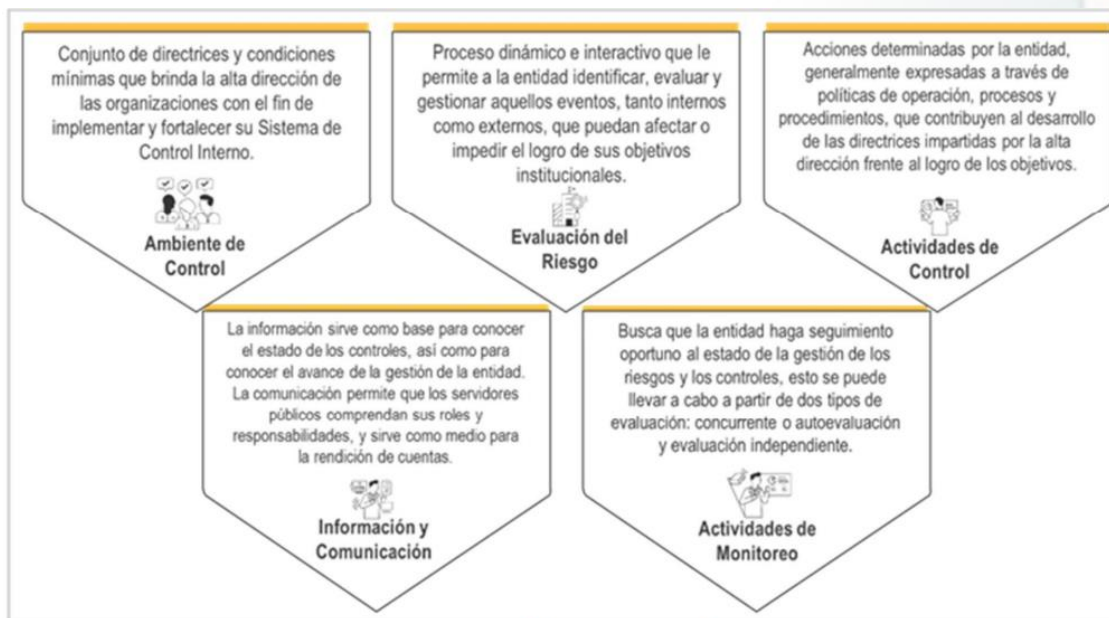 Conjunto de directrices y condiciones
mínimas que brinda la alta dirección de
las organizaciones con el fin de
implementar y fortalecer su Sistema de
Control Interno.
Ambiente de
Control
Proceso dinámico e interactivo que le
permite a la entidad identificar, evaluar y
gestionar aquellos eventos, tanto internos
como externos, que puedan afectar o
impedir el logro de sus objetivos
institucionales.
Evaluación del
Riesgo
Acciones determinadas por la entidad,
generalmente expresadas a través de
políticas de operación, procesos y
procedimientos, que contribuyen al desarrollo
de las directrices impartidas por la alta
dirección frente al logro de los objetivos.
Actividades de
Control
La información sirve como base para conocer
el estado de los controles, así como para
conocer el avance de la gestión de la entidad.
La comunicación permite que los servidores
públicos comprendan sus roles y
responsabilidades, y sirve como medio para
la rendición de cuentas.
Información y
Comunicación
Busca que la entidad haga seguimiento
oportuno al estado de la gestión de los
riesgos y los controles, esto se puede
llevar a cabo a partir de dos tipos de
evaluación: concurrente o autoevaluación
y evaluación independiente.
Actividades de
Monitoreo